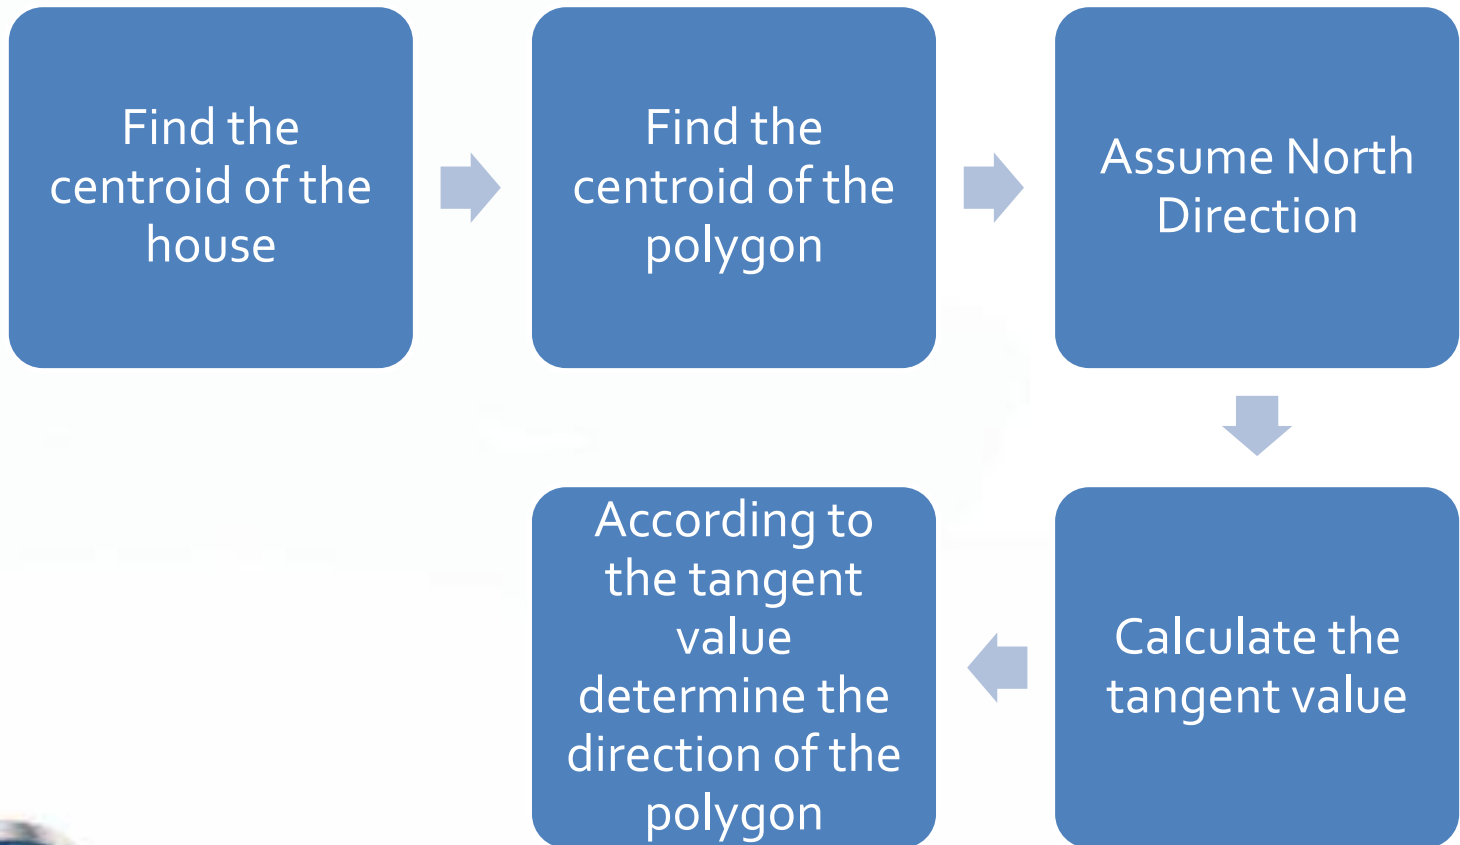 Find the
centroid of the
house
Find the
centroid of the
polygon
Assume North
Direction
Calculate the
tangent value
According to
the tangent
value
determine the
direction of the
polygon